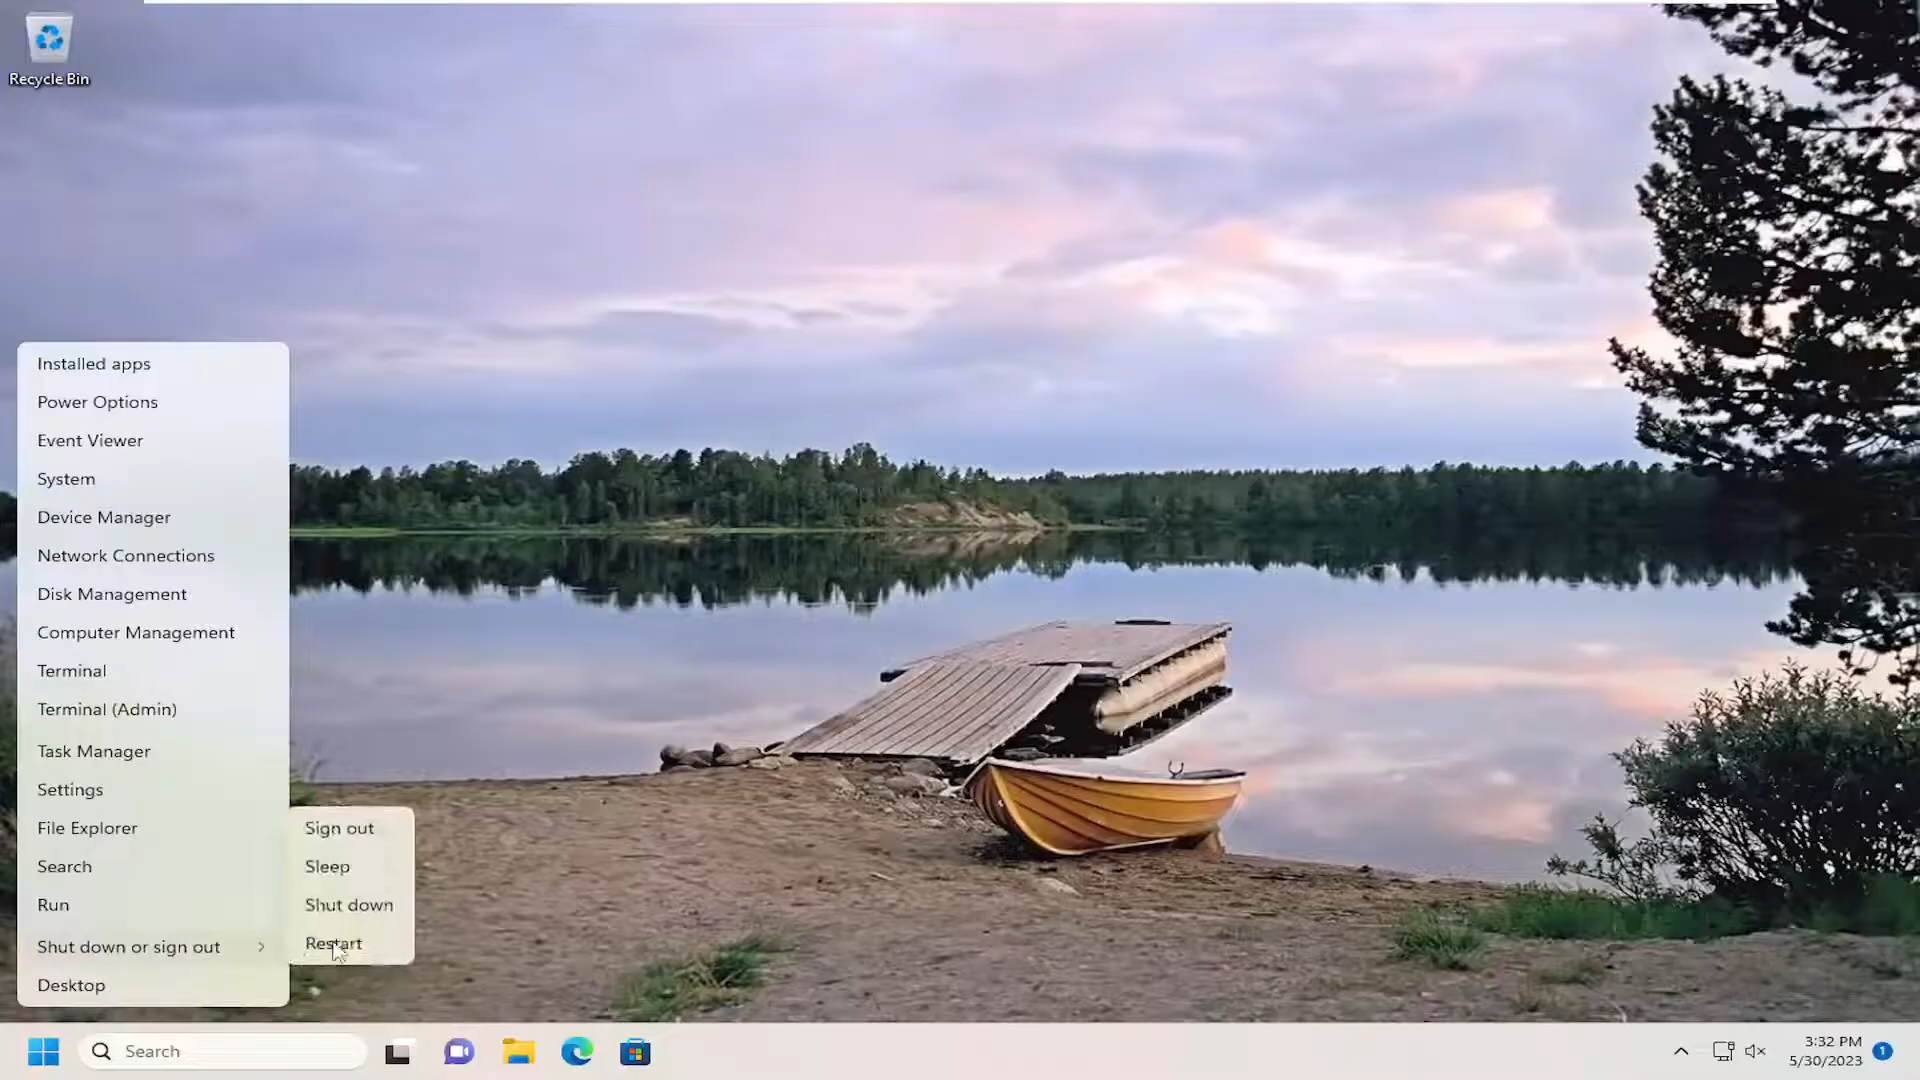 Recycle Bin
Installed apps
Power Options
Event Viewer
System
Device Manager
Network Connections
Disk Management
Computer Management
Terminal
Terminal (Admin)
Task Manager
Settings
File Explorer
Search
Run
Shut down or sign out
Desktop
Sign out
Sleep
Shut down
Restart
Search
3:32 PM
5/30/2023
1